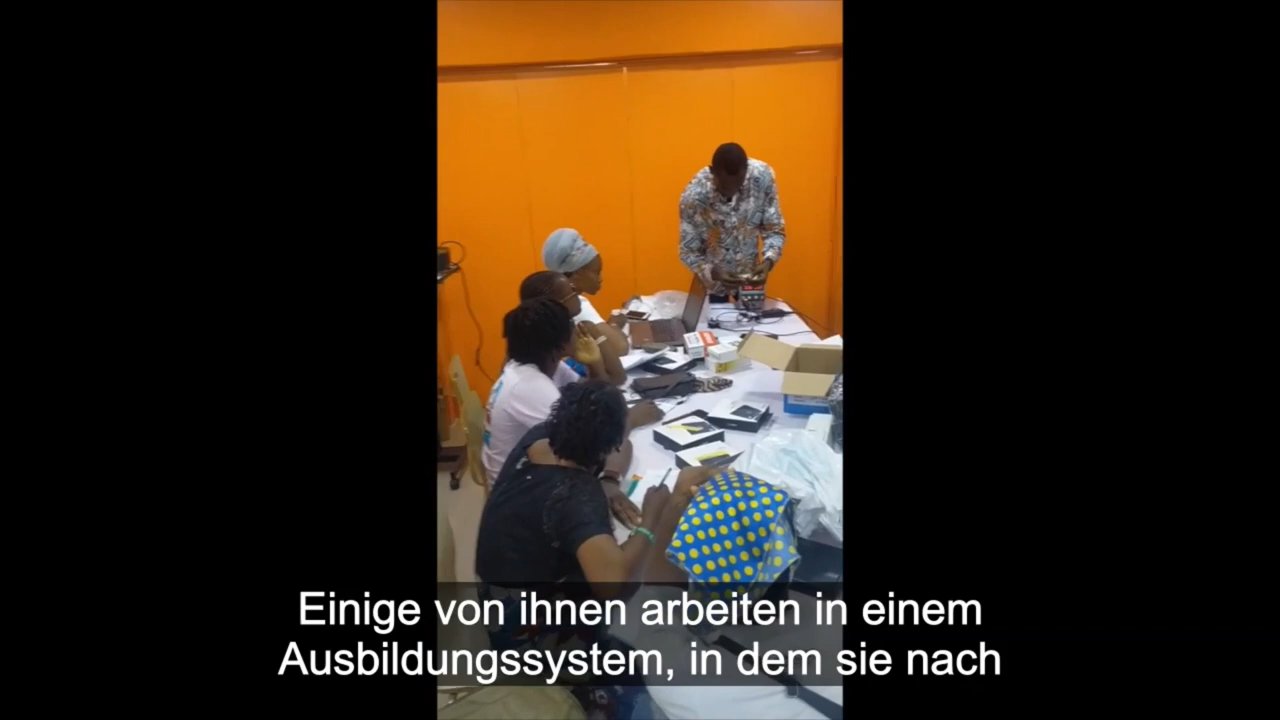 Einige von ihnen arbeiten in einem
Ausbildungssystem, in dem sie nach